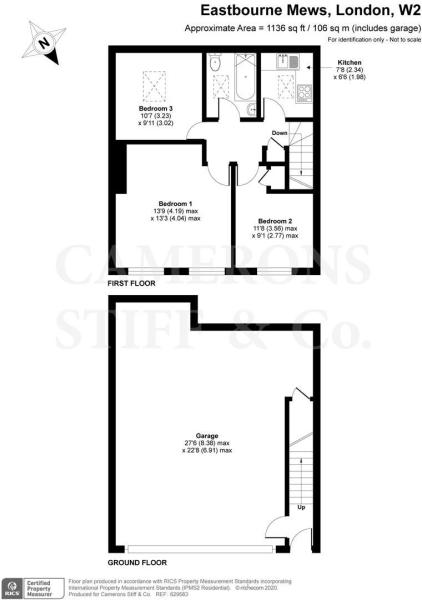 Eastbourne Mews, London, W2
Approximate Area = 1136 sq ft / 106 sq m (includes garage)
For identification only - Not to scale
N
Kitchen
7'8 (2.34)
x 6'6 (1.98)
Bedroom 3
10'7 (3.23)
x 9'11 (3.02)
Down
Bedroom 1
13'9 (4.19) max
x 13'3 (4.04) max
Bedroom 2
11'8 (3.56) max
x 9'1 (2.77) max
CAMERONS
STIFF & Co.
FIRST FLOOR
Garage
27'6 (8.38) max
x 22'8 (6.91) max
Up
GROUND FLOOR
RICS
Certified
Property
Measurer
Floor plan produced in accordance with RICS Property Measurement Standards incorporating
International Property Measurement Standards (IPMS2 Residential). © nichecom 2020.
Produced for Camerons Stiff & Co. REF: 629583